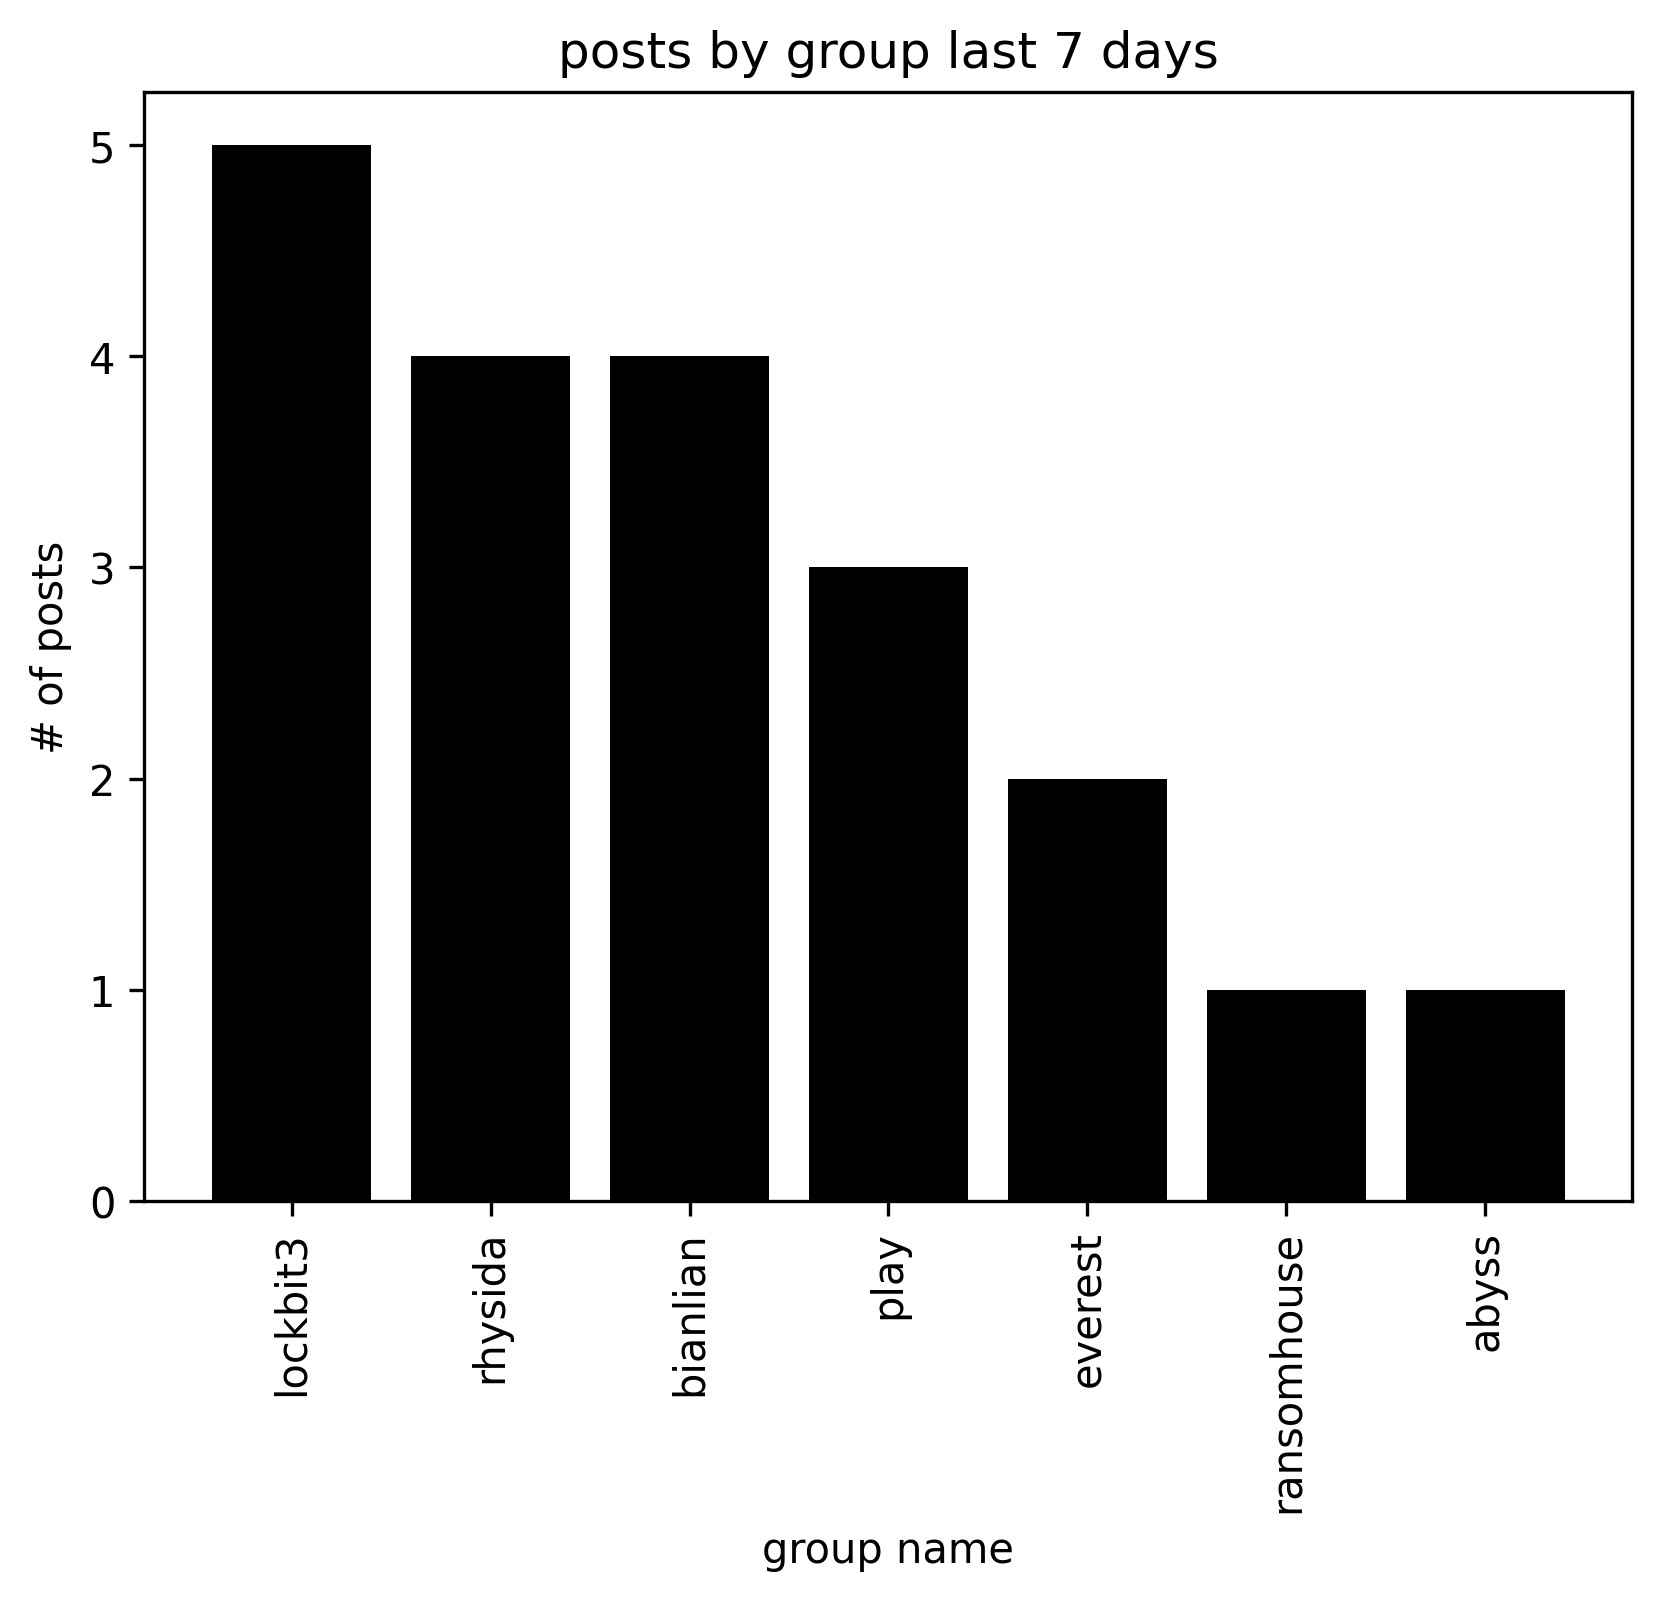 posts by group last 7 days
# of posts
5
4
3
2
1
0
lockbit3
rhysida
bianlian
play
everest
ransomhouse
abyss
group name